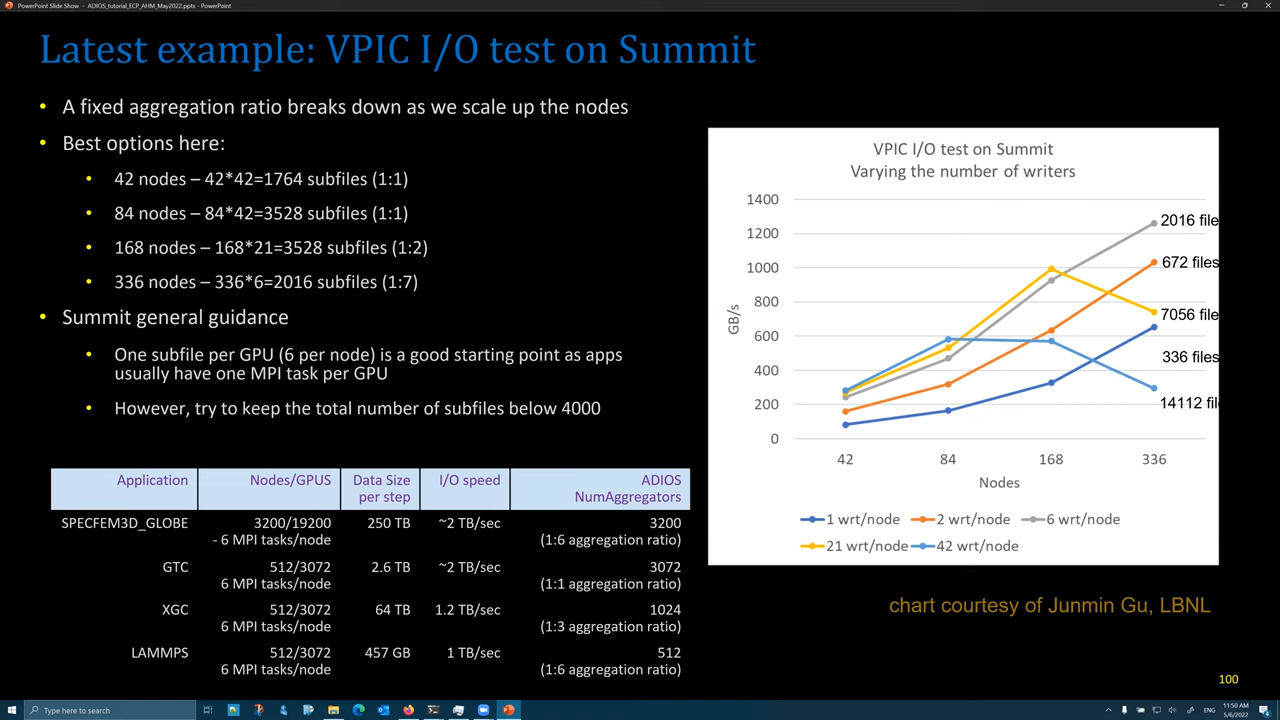 PowerPoint Slide Show - ADIOS_tutorial_ECP_AHM_May2022.pptx - PowerPoint
Latest example: VPIC I/O test on Summit
• A fixed aggregation ratio breaks down as we scale up the nodes
• Best options here:
• 42 nodes – 42*42=1764 subfiles (1:1)
• 84 nodes – 84*42=3528 subfiles (1:1)
• 168 nodes – 168*21=3528 subfiles (1:2)
• 336 nodes – 336*6=2016 subfiles (1:7)
• Summit general guidance
• One subfile per GPU (6 per node) is a good starting point as apps
usually have one MPI task per GPU
• However, try to keep the total number of subfiles below 4000
VPIC I/O test on Summit
Varying the number of writers
1400
1200
1000
800
600
400
200
0
GB/s
42 84 168 336
Nodes
2016 file
672 files
7056 file
336 files
14112 fil
1 wrt/node 2 wrt/node 6 wrt/node
21 wrt/node 42 wrt/node
chart courtesy of Junmin Gu, LBNL
Application Nodes/GPUS Data Size I/O speed ADIOS
per step NumAggregators
SPECFEM3D_GLOBE 3200/19200 250 TB ~2 TB/sec 3200
- 6 MPI tasks/node (1:6 aggregation ratio)
GTC 512/3072 2.6 TB ~2 TB/sec 3072
6 MPI tasks/node (1:1 aggregation ratio)
XGC 512/3072 64 TB 1.2 TB/sec 1024
6 MPI tasks/node (1:3 aggregation ratio)
LAMMPS 512/3072 457 GB 1 TB/sec 512
6 MPI tasks/node (1:6 aggregation ratio)
100
Type here to search
ENG
11:50 AM
5/6/2022